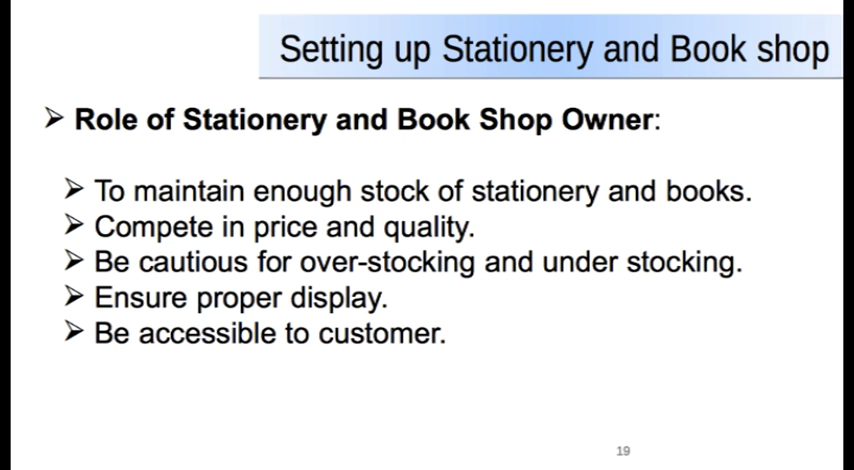 Setting up Stationery and Book shop
➢ Role of Stationery and Book Shop Owner:
➢ To maintain enough stock of stationery and books.
➢ Compete in price and quality.
➢ Be cautious for over-stocking and under stocking.
➢ Ensure proper display.
➢ Be accessible to customer.
19